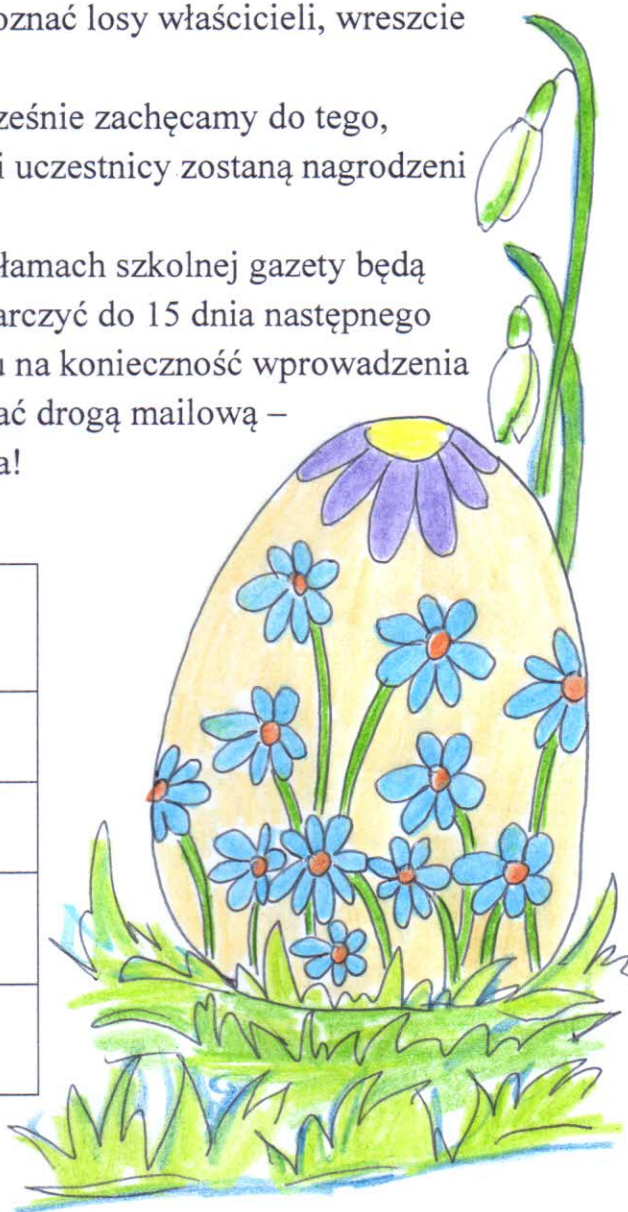 oznać losy właścicieli, wreszcie
ześnie zachęcamy do tego,
i uczestnicy zostaną nagrodzeni
łamach szkolnej gazety będą
arczyć do 15 dnia następnego
u na konieczność wprowadzenia
ać drogą mailową –
a!